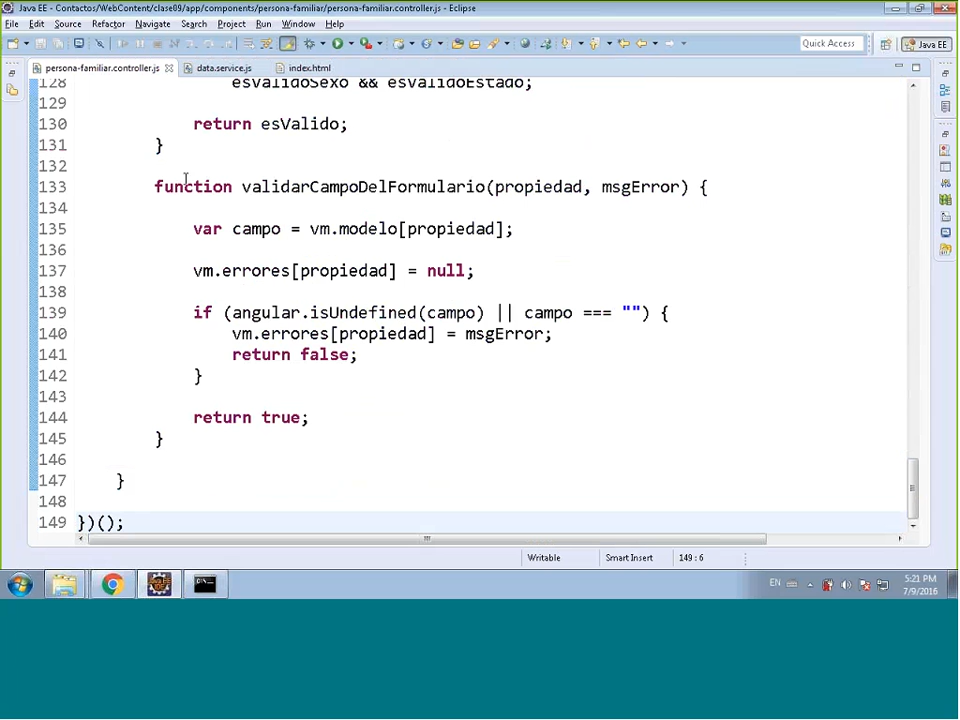 Java EE - Contactos/WebContent/clase09/app/components/persona-familiar/persona-familiar.controller.js - Eclipse
File Edit Source Refactor Navigate Search Project Run Window Help
Quick Access
Java EE
persona-familiar.controller.js data.service.js index.html
128 esValidoSexo && esValidoEstado;
129
130 return esValido;
131 }
132
133 function validarCampoDelFormulario(propiedad, msgError) {
134
135 var campo = vm.modelo[propiedad];
136
137 vm.errores[propiedad] = null;
138
139 if (angular.isUndefined(campo) || campo === "") {
140 vm.errores[propiedad] = msgError;
141 return false;
142 }
143
144 return true;
145 }
146
147 }
148
149 })();
Writable Smart Insert 149 : 6
EN 5:21 PM
7/9/2016